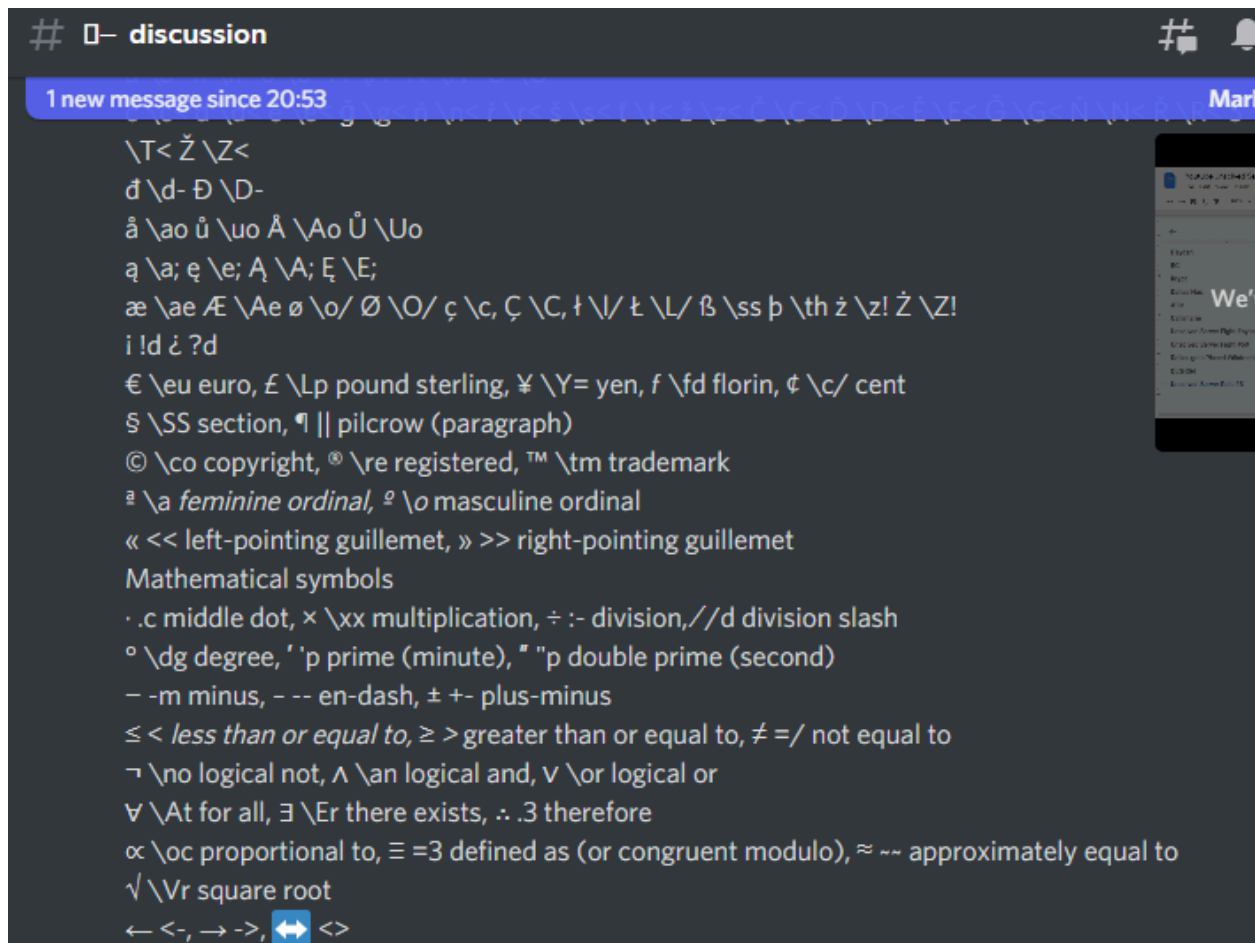 discussion
1 new message since 20:53
\T< Ž \Z<
đ \d- Đ \D-
å \ao ů \uo Å \Ao Ů \Uo
ą \a; ę \e; Ą \A; Ę \E;
æ \ae Æ \Ae ø \o/ Ø \O/ ç \c, Ç \C, ł \l/ Ł \L/ ß \ss þ \th ż \z! Ż \Z!
¡ !d ¿ ?d
€ \eu euro, £ \Lp pound sterling, ¥ \Y= yen, ƒ \fd florin, ¢ \c/ cent
§ \SS section, ¶ || pilcrow (paragraph)
© \co copyright, ® \re registered, ™ \tm trademark
ª \a feminine ordinal, º \o masculine ordinal
« << left-pointing guillemet, » >> right-pointing guillemet
Mathematical symbols
· .c middle dot, × \xx multiplication, ÷ :- division, ∕ /d division slash
° \dg degree, ′ 'p prime (minute), ″ "p double prime (second)
− -m minus, – -- en-dash, ± +- plus-minus
≤ < less than or equal to, ≥ > greater than or equal to, ≠ =/ not equal to
¬ \no logical not, ∧ \an logical and, ∨ \or logical or
∀ \At for all, ∃ \Er there exists, ∴ .3 therefore
∝ \oc proportional to, ≡ =3 defined as (or congruent modulo), ≈ ~~ approximately equal to
√ \Vr square root
← <-, → ->, ↔ <>
We'